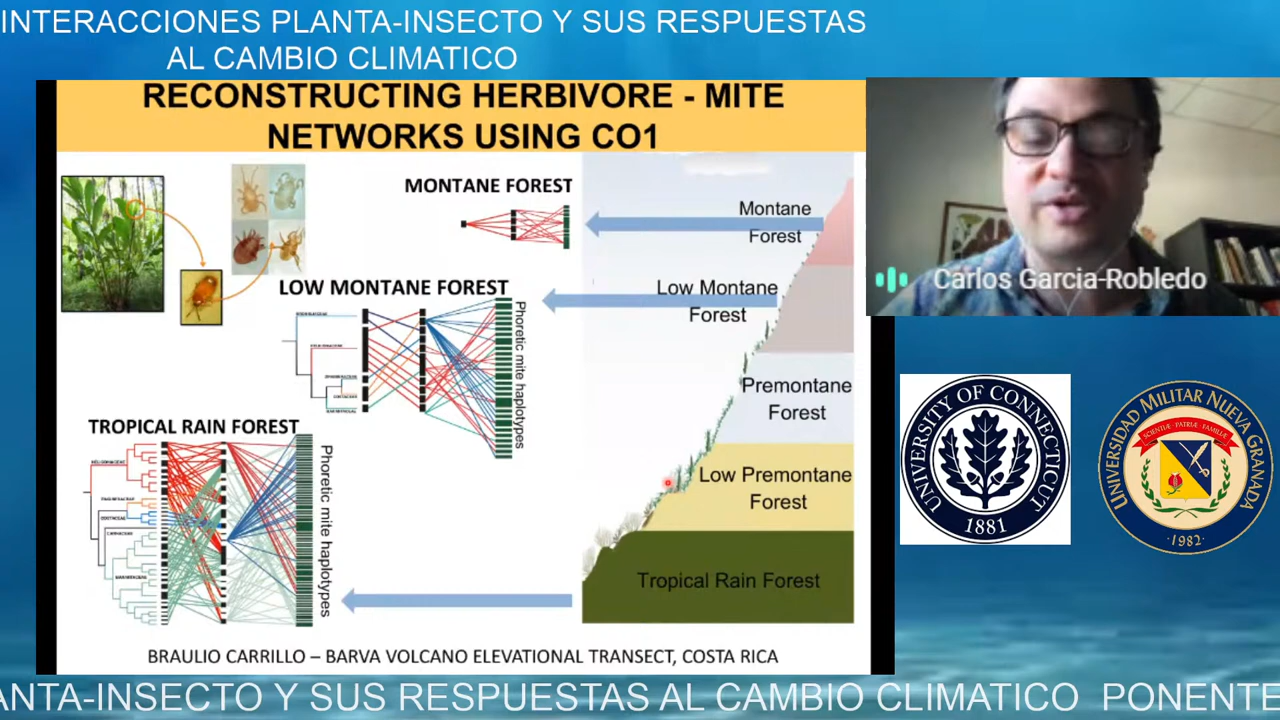 INTERACCIONES PLANTA-INSECTO Y SUS RESPUESTAS
AL CAMBIO CLIMATICO
RECONSTRUCTING HERBIVORE - MITE
NETWORKS USING CO1
MONTANE FOREST
Montane
Forest
LOW MONTANE FOREST
Phoretic mite haplotypes
Low Montane
Forest
Premontane
Forest
TROPICAL RAIN FOREST
Phoretic mite haplotypes
Low Premontane
Forest
Tropical Rain Forest
BRAULIO CARRILLO – BARVA VOLCANO ELEVATIONAL TRANSECT, COSTA RICA
Carlos Garcia-Robledo
UNIVERSITY OF CONNECTICUT
1881
UNIVERSIDAD MILITAR NUEVA GRANADA
SCIENTIÆ - PATRIÆ - FAMILIÆ
·1982·
ANTA-INSECTO Y SUS RESPUESTAS AL CAMBIO CLIMATICO PONENTE